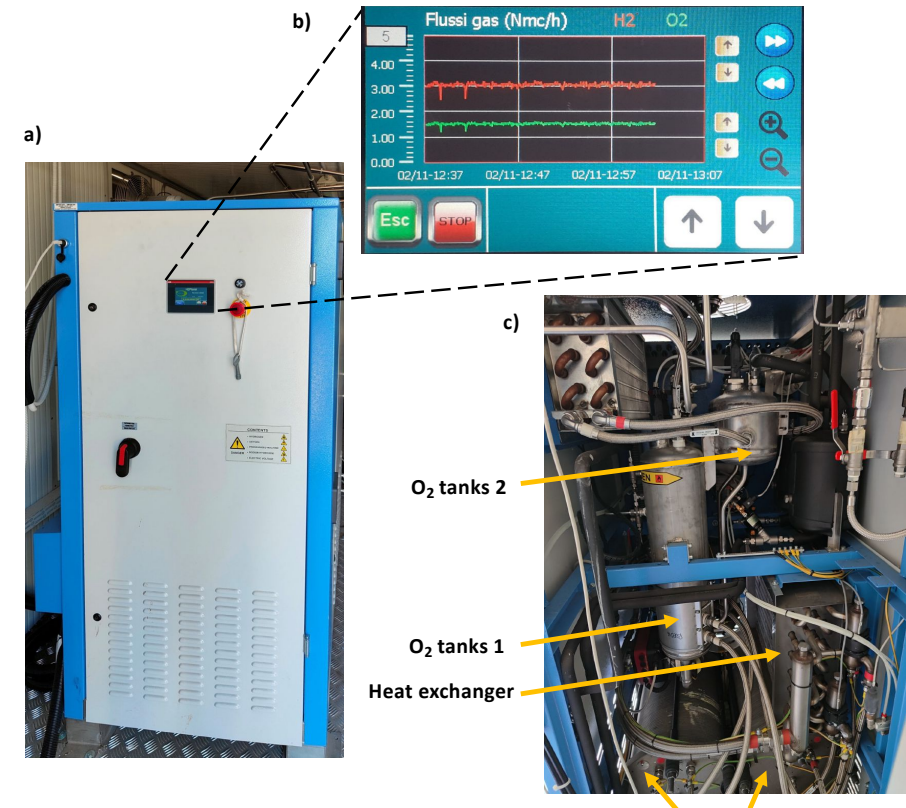 b)
Flussi gas (Nmc/h) H2 O2
5
4.00
3.00
2.00
1.00
0.00
02/11-12:37 02/11-12:47 02/11-12:57 02/11-13:07
Esc STOP
a)
CONTENTS
DANGER
c)
O₂ tanks 2
O₂ tanks 1
Heat exchanger